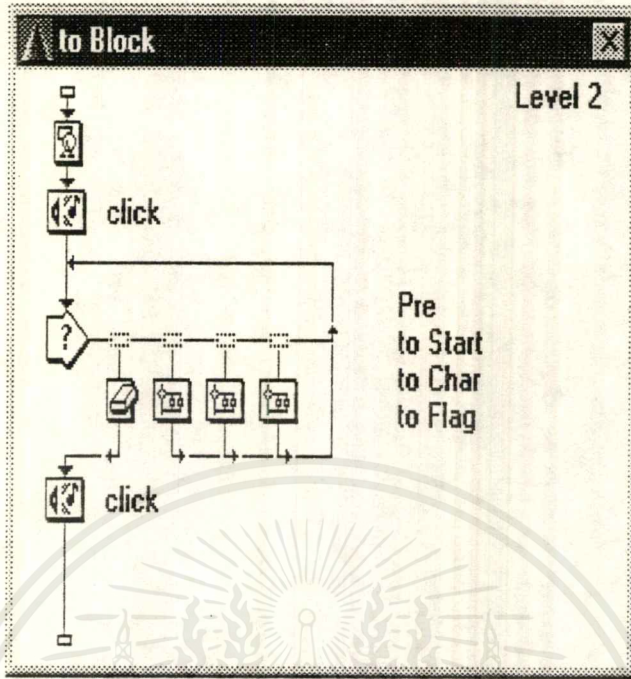 to Block
Level 2
click
?
Pre
to Start
to Char
to Flag
click